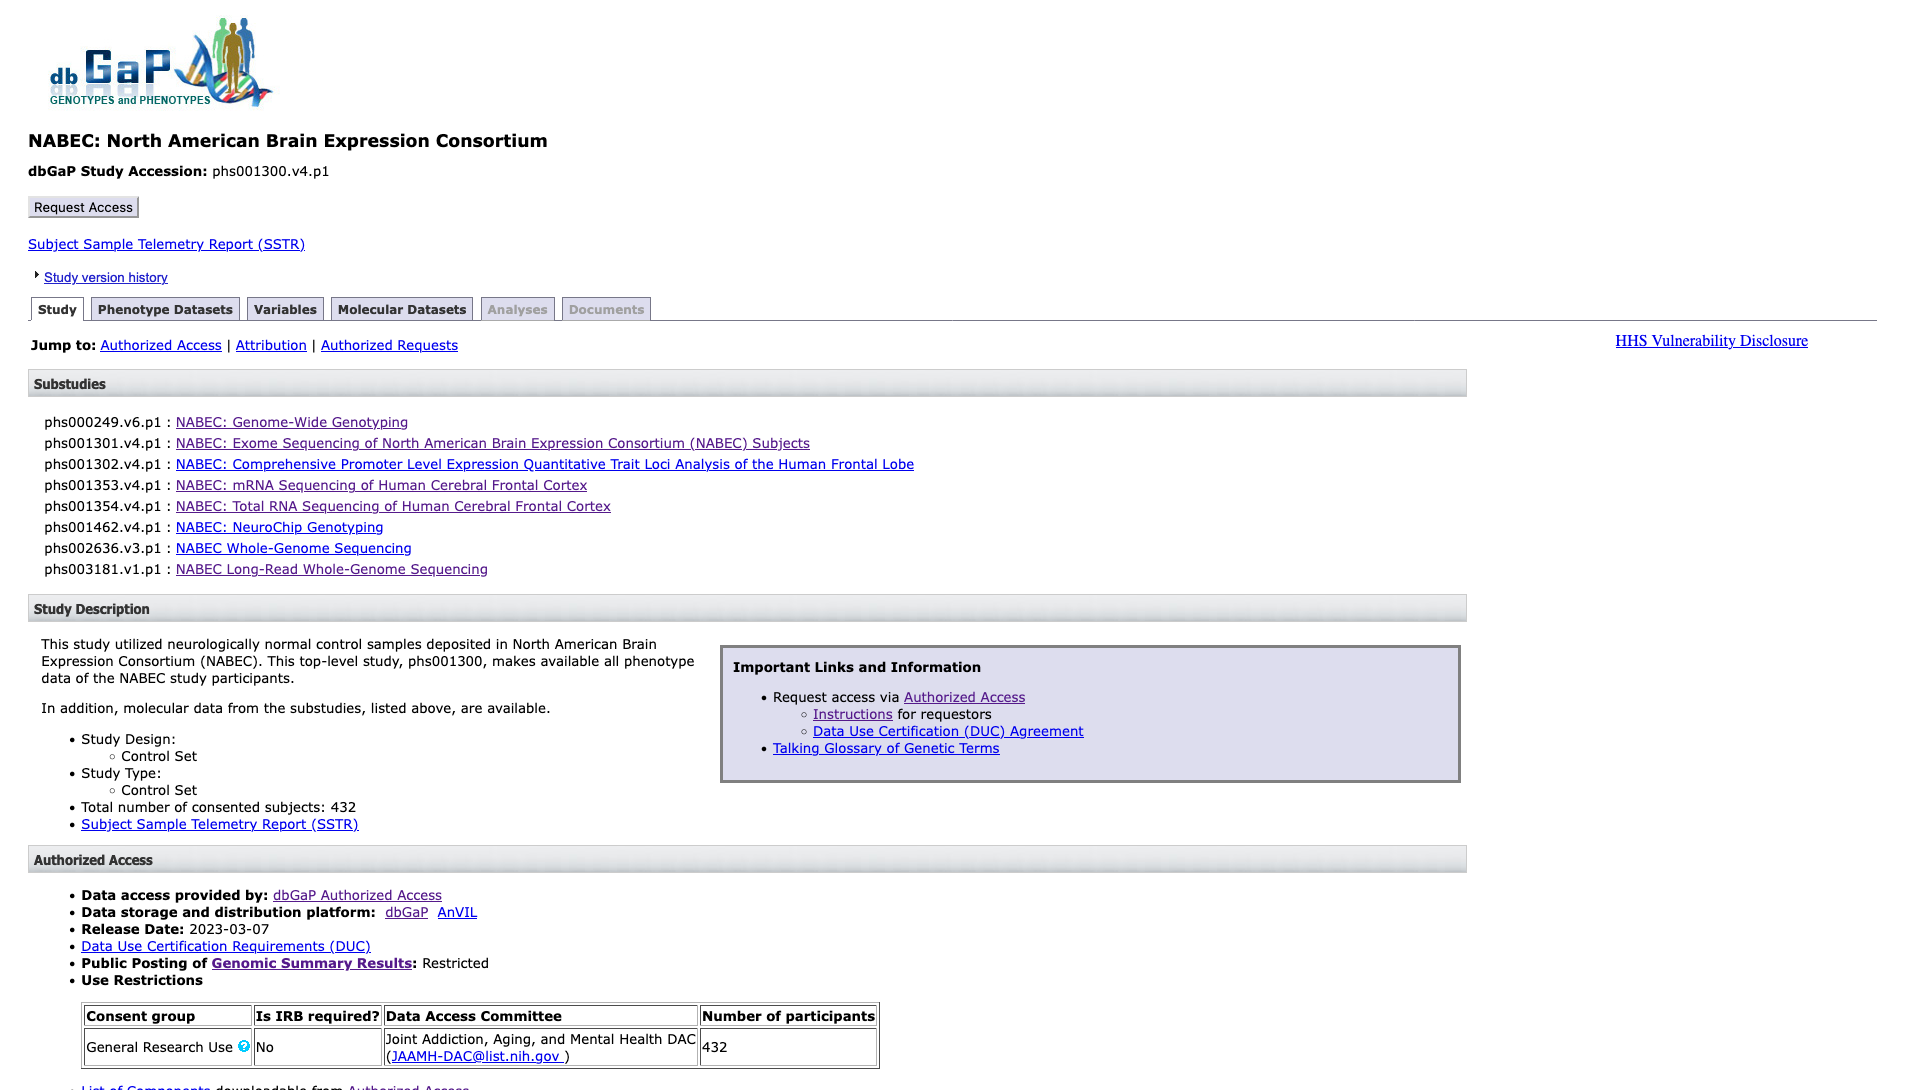 db GaP
GENOTYPES and PHENOTYPES
NABEC: North American Brain Expression Consortium
dbGaP Study Accession: phs001300.v4.p1
Request Access
Subject Sample Telemetry Report (SSTR)
Study version history
Study Phenotype Datasets Variables Molecular Datasets Analyses Documents
Jump to: Authorized Access | Attribution | Authorized Requests
HHS Vulnerability Disclosure
Substudies
phs000249.v6.p1 : NABEC: Genome-Wide Genotyping
phs001301.v4.p1 : NABEC: Exome Sequencing of North American Brain Expression Consortium (NABEC) Subjects
phs001302.v4.p1 : NABEC: Comprehensive Promoter Level Expression Quantitative Trait Loci Analysis of the Human Frontal Lobe
phs001353.v4.p1 : NABEC: mRNA Sequencing of Human Cerebral Frontal Cortex
phs001354.v4.p1 : NABEC: Total RNA Sequencing of Human Cerebral Frontal Cortex
phs001462.v4.p1 : NABEC: NeuroChip Genotyping
phs002636.v3.p1 : NABEC Whole-Genome Sequencing
phs003181.v1.p1 : NABEC Long-Read Whole-Genome Sequencing
Study Description
This study utilized neurologically normal control samples deposited in North American Brain
Expression Consortium (NABEC). This top-level study, phs001300, makes available all phenotype
data of the NABEC study participants.
In addition, molecular data from the substudies, listed above, are available.
• Study Design:
◦ Control Set
• Study Type:
◦ Control Set
• Total number of consented subjects: 432
• Subject Sample Telemetry Report (SSTR)
Important Links and Information
• Request access via Authorized Access
◦ Instructions for requestors
◦ Data Use Certification (DUC) Agreement
• Talking Glossary of Genetic Terms
Authorized Access
• Data access provided by: dbGaP Authorized Access
• Data storage and distribution platform: dbGaP AnVIL
• Release Date: 2023-03-07
• Data Use Certification Requirements (DUC)
• Public Posting of Genomic Summary Results: Restricted
• Use Restrictions
Consent group Is IRB required? Data Access Committee Number of participants
General Research Use ? No Joint Addiction, Aging, and Mental Health DAC
(JAAMH-DAC@list.nih.gov ) 432
• List of Components downloadable from Authorized Access